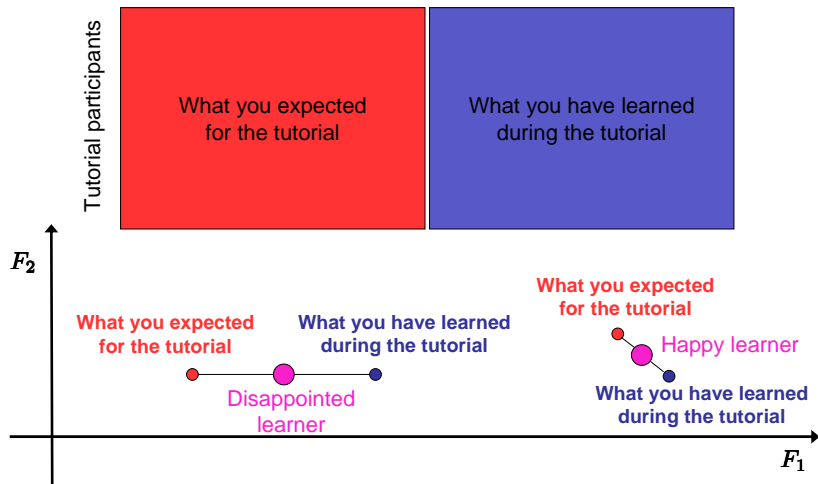 Tutorial participants
What you expected
for the tutorial
What you have learned
during the tutorial
F2
What you expected
for the tutorial
What you have learned
during the tutorial
Disappointed
learner
What you expected
for the tutorial
Happy learner
What you have learned
during the tutorial
F1